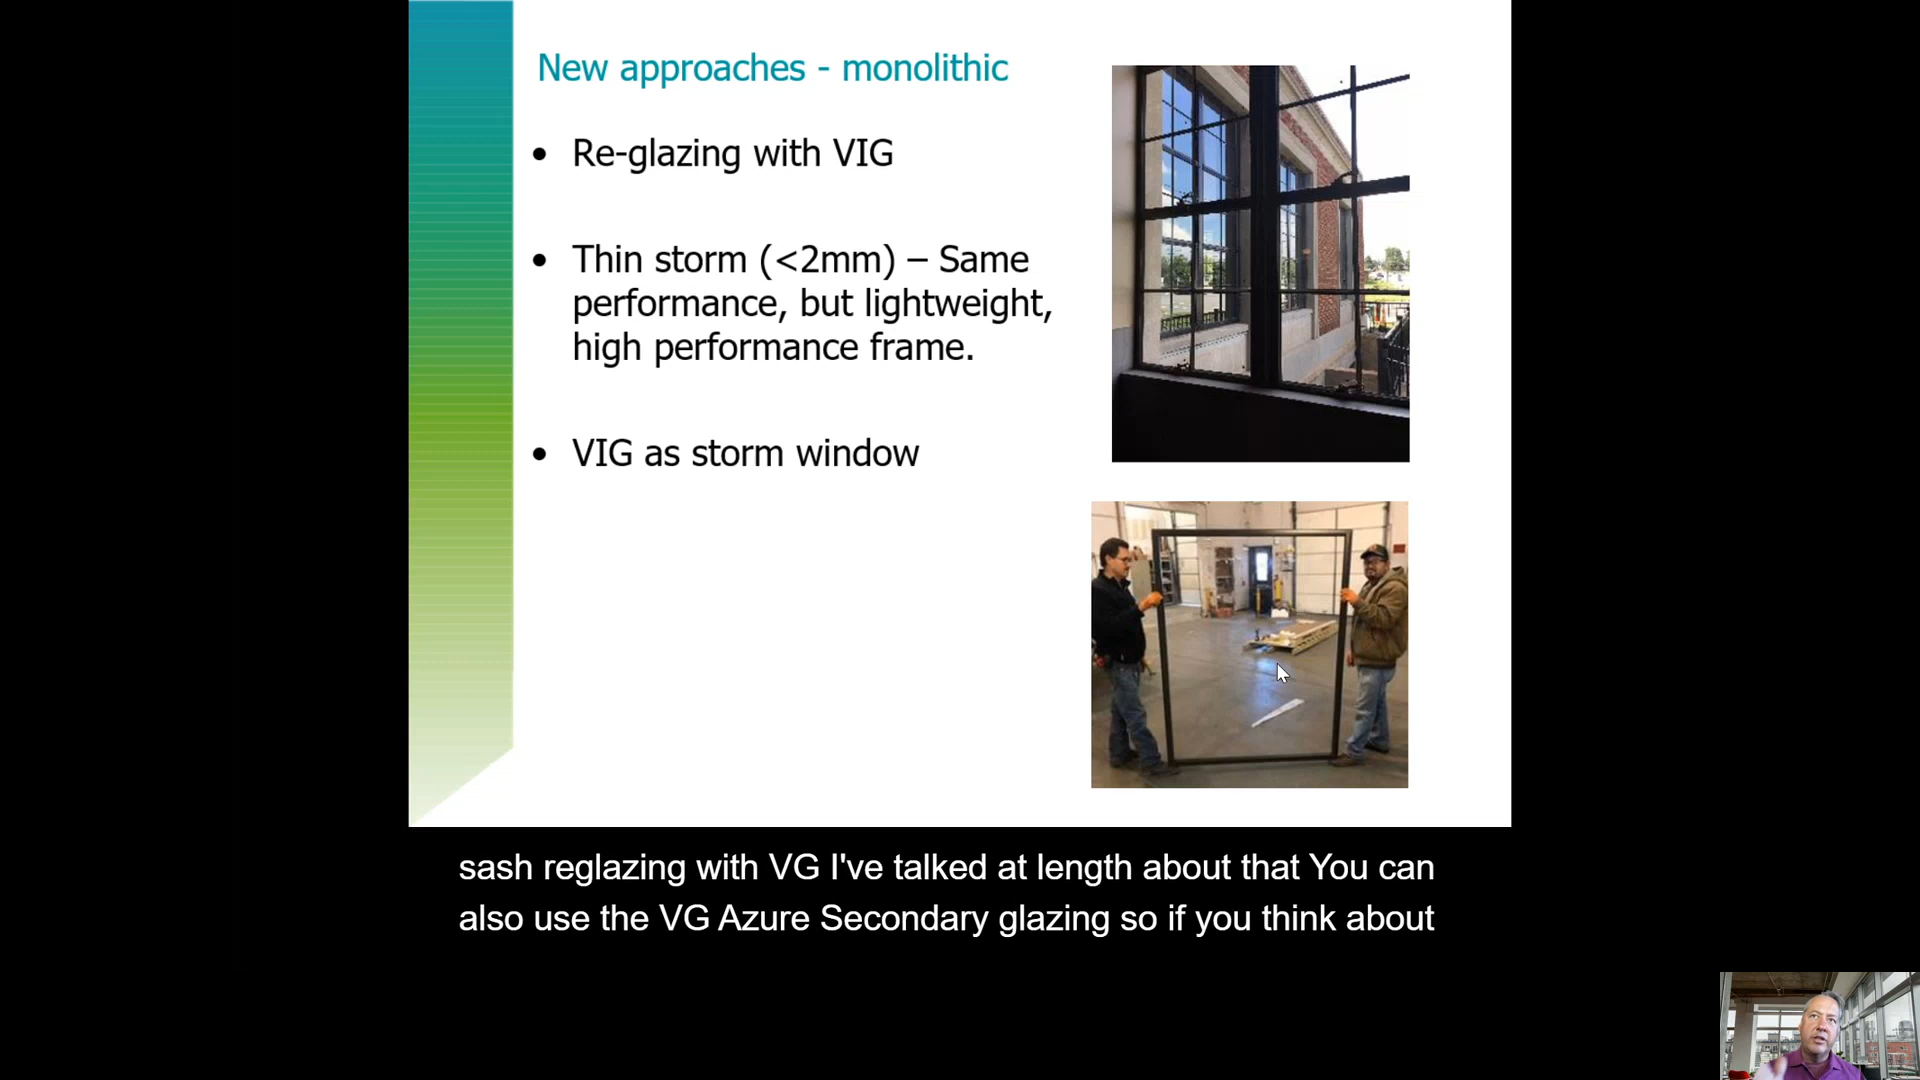 New approaches - monolithic
• Re-glazing with VIG
• Thin storm (<2mm) – Same
performance, but lightweight,
high performance frame.
• VIG as storm window
sash reglazing with VG I've talked at length about that You can
also use the VG Azure Secondary glazing so if you think about